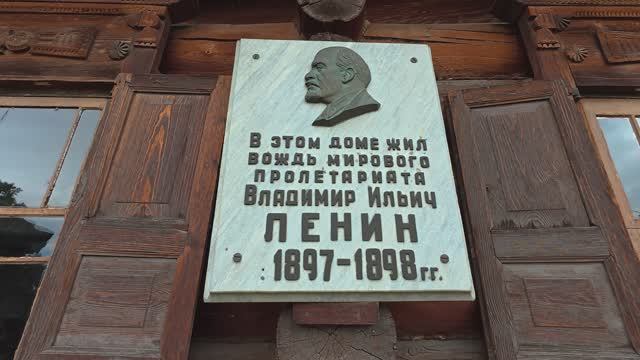 В этом доме жил
вождь мирового
пролетариата
Владимир Ильич
ЛЕНИН
1897-1898 гг.